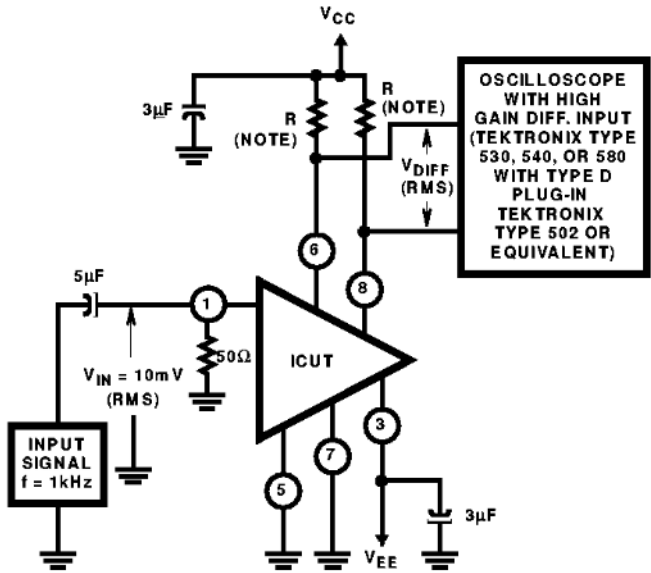 VCC
3µF
R
(NOTE)
R
(NOTE)
VDIFF
(RMS)
OSCILLOSCOPE
WITH HIGH
GAIN DIFF. INPUT
(TEKTRONIX TYPE
530, 540, OR 580
WITH TYPE D
PLUG-IN
TEKTRONIX
TYPE 502 OR
EQUIVALENT)
6
8
5µF
1
50Ω
ICUT
VIN = 10mV
(RMS)
INPUT
SIGNAL
f = 1kHz
3
7
5
3µF
VEE